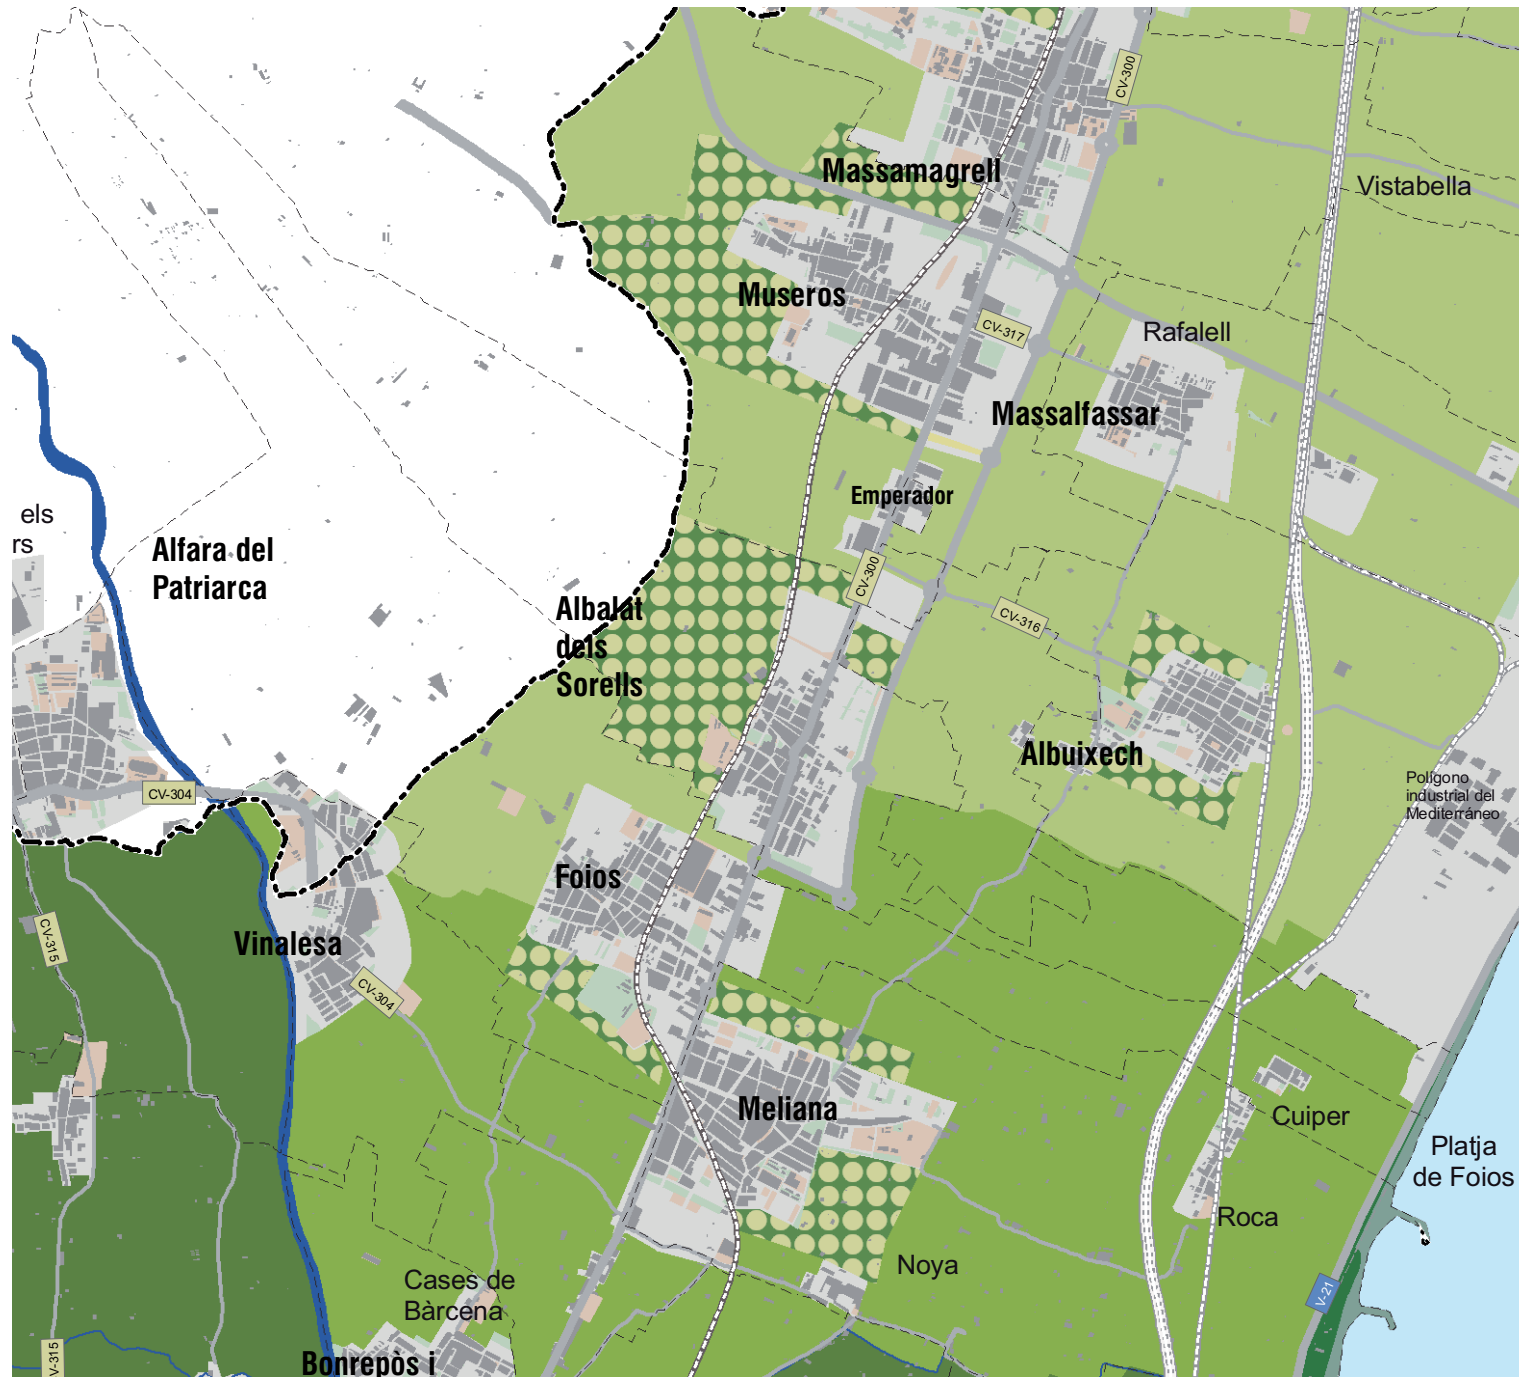 CV-300
Massamagrell
Vistabella
Museros
CV-317
Rafalell
Massalfassar
Emperador
els
rs
Alfara del
Patriarca
CV-300
Albalat
dels
Sorells
CV-316
Albuixech
Polígono
industrial del
Mediterráneo
CV-304
Foios
CV-315
Vinalesa
CV-304
Meliana
Cuiper
Platja
de Foios
Roca
Noya
Cases de
Bàrcena
V-21
V-315
Bonrepòs i